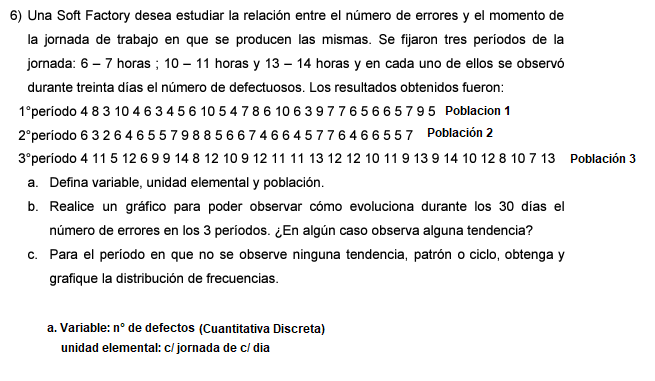 6) Una Soft Factory desea estudiar la relación entre el número de errores y el momento de
la jornada de trabajo en que se producen las mismas. Se fijaron tres períodos de la
jornada: 6 – 7 horas ; 10 – 11 horas y 13 – 14 horas y en cada uno de ellos se observó
durante treinta días el número de defectuosos. Los resultados obtenidos fueron:
1°período 4 8 3 10 4 6 3 4 5 6 10 5 4 7 8 6 10 6 3 9 7 7 6 5 6 6 5 7 9 5 Poblacion 1
2°período 6 3 2 6 4 6 5 5 7 9 8 8 5 6 6 7 4 6 6 4 5 7 7 6 4 6 6 5 5 7 Población 2
3°período 4 11 5 12 6 9 9 14 8 12 10 9 12 11 11 13 12 12 10 11 9 13 9 14 10 12 8 10 7 13 Población 3
a. Defina variable, unidad elemental y población.
b. Realice un gráfico para poder observar cómo evoluciona durante los 30 días el
número de errores en los 3 períodos. ¿En algún caso observa alguna tendencia?
c. Para el período en que no se observe ninguna tendencia, patrón o ciclo, obtenga y
grafique la distribución de frecuencias.
a. Variable: n° de defectos (Cuantitativa Discreta)
unidad elemental: c/ jornada de c/ dia